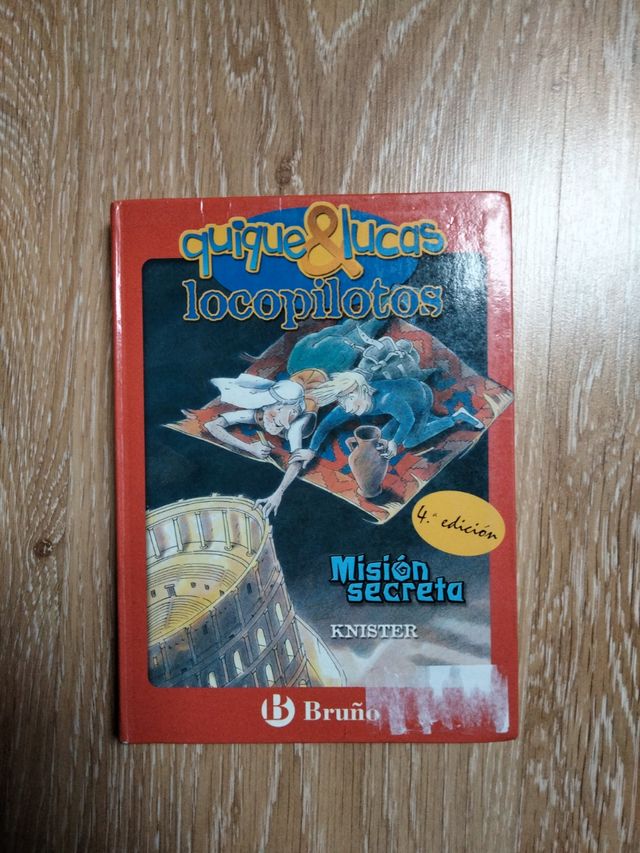 quique&lucas
locopilotos
4.ª edición
Misión
secreta
KNISTER
B Bruño